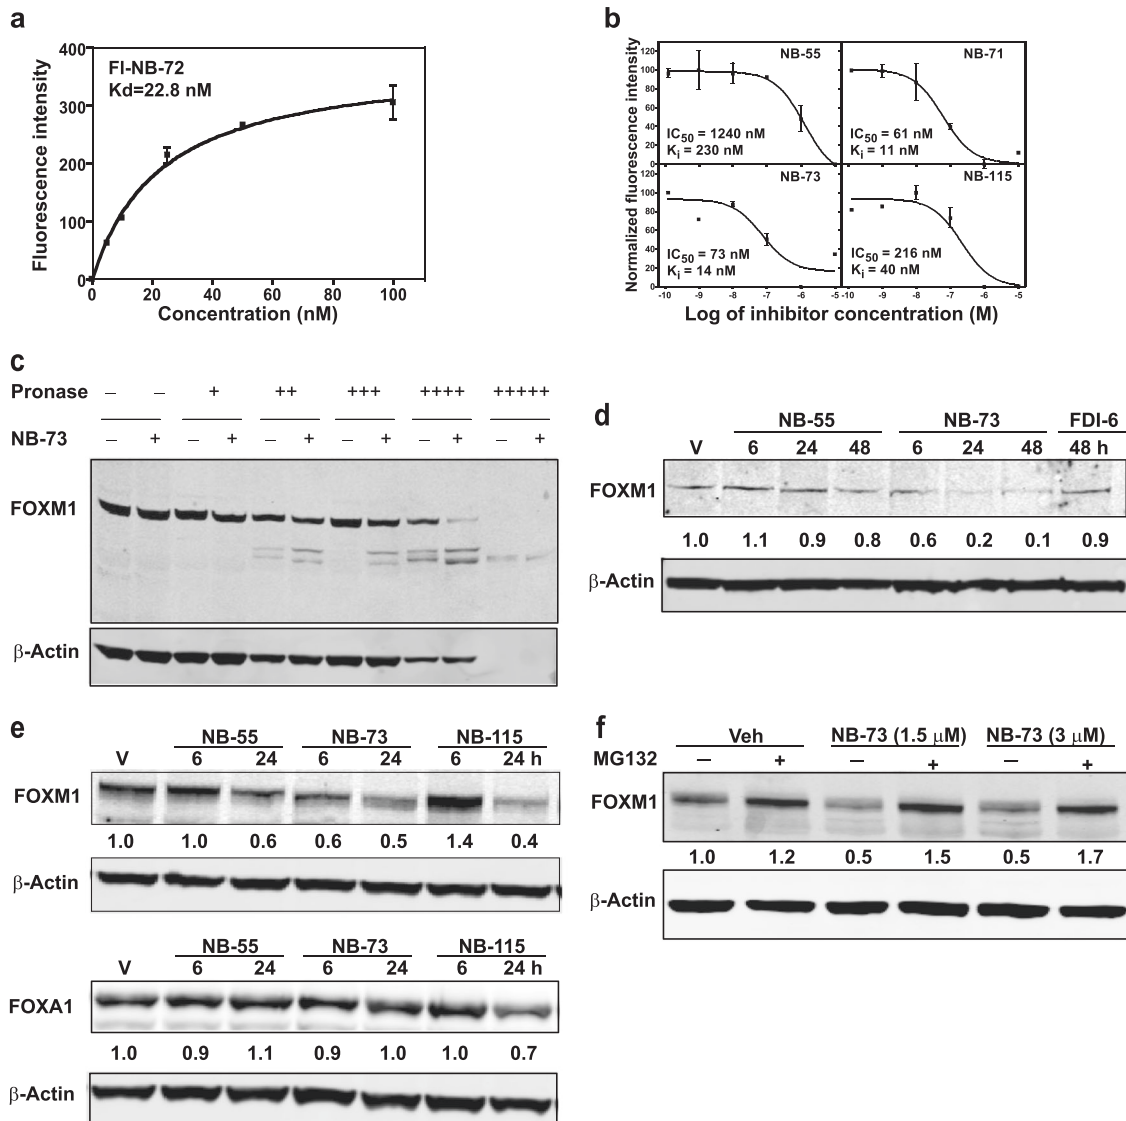 a
Fluorescence intensity
400
300
200
100
0
FI-NB-72
Kd=22.8 nM
0 20 40 60 80 100
Concentration (nM)
b
Normalized fluorescence intensity
120
100
80
60
40
20
0
NB-55
IC50 = 1240 nM
Ki = 230 nM
NB-71
IC50 = 61 nM
Ki = 11 nM
120
100
80
60
40
20
0
NB-73
IC50 = 73 nM
Ki = 14 nM
NB-115
IC50 = 216 nM
Ki = 40 nM
-10 -9 -8 -7 -6 -5 -10 -9 -8 -7 -6 -5
Log of inhibitor concentration (M)
c
Pronase – – + ++ +++ ++++ +++++
NB-73 – + – + – + – + – + – +
FOXM1
β-Actin
d
NB-55 NB-73 FDI-6
V 6 24 48 6 24 48 48 h
FOXM1
1.0 1.1 0.9 0.8 0.6 0.2 0.1 0.9
β-Actin
e
NB-55 NB-73 NB-115
V 6 24 6 24 6 24 h
FOXM1
1.0 1.0 0.6 0.6 0.5 1.4 0.4
β-Actin
NB-55 NB-73 NB-115
V 6 24 6 24 6 24 h
FOXA1
1.0 0.9 1.1 0.9 1.0 1.0 0.7
β-Actin
f
Veh NB-73 (1.5 μM) NB-73 (3 μM)
MG132 – + – + – +
FOXM1
1.0 1.2 0.5 1.5 0.5 1.7
β-Actin